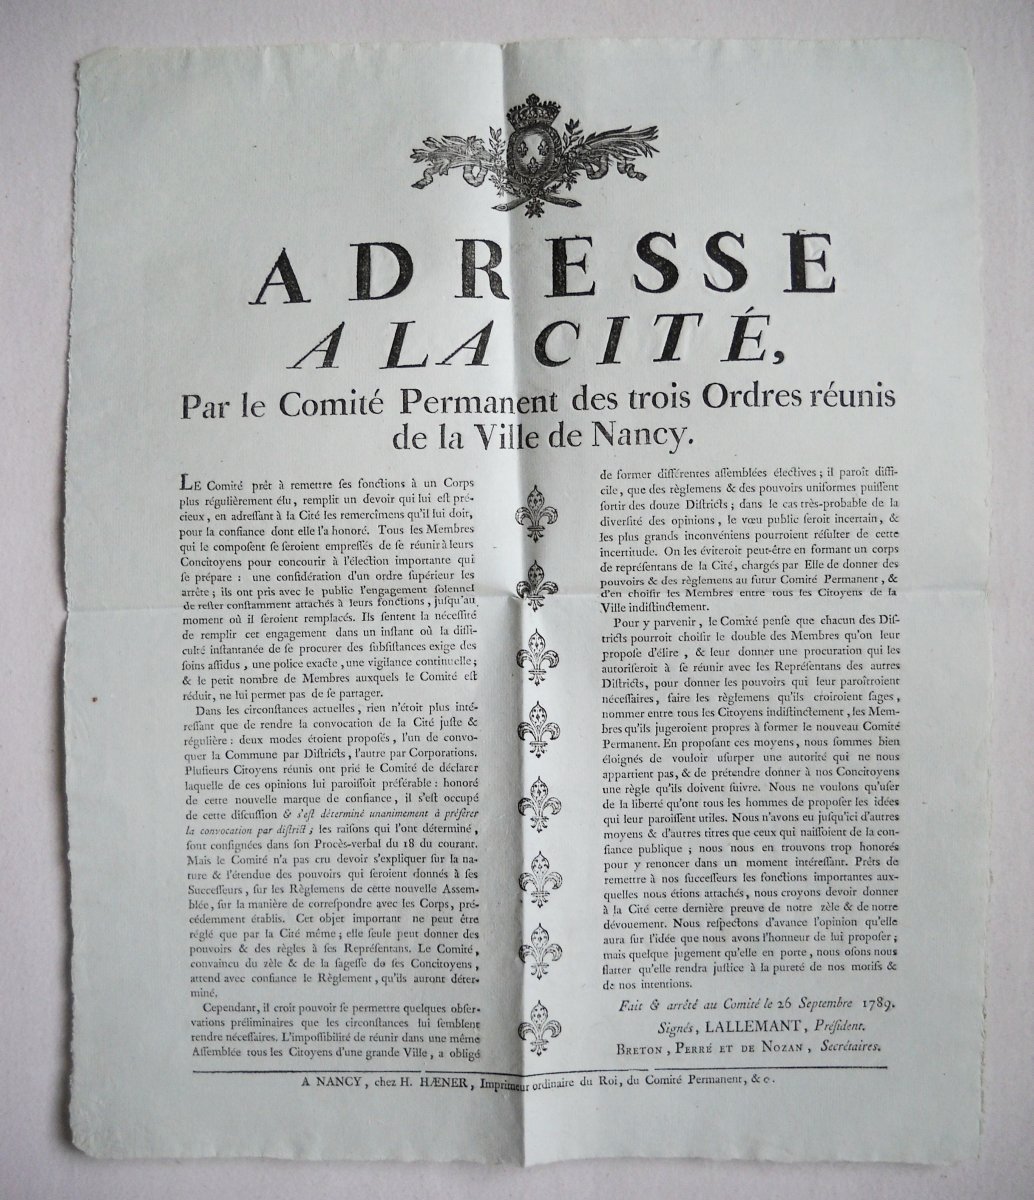 ADRESSE
A LA CITÉ,
Par le Comité Permanent des trois Ordres réunis
de la Ville de Nancy.
LE Comité prêt à remettre ſes fonctions à un Corps
plus régulièrement élu, remplit un devoir qui lui eſt pré-
cieux, en adreſſant à la Cité les remercimens qu'il lui doit,
pour la confiance dont elle l'a honoré. Tous les Membres
qui le compoſent ſe ſeroient empreſſés de ſe réunir à leurs
Concitoyens pour concourir à l'élection importante qui
ſe prépare : une conſidération d'un ordre ſupérieur les
arrête ; ils ont pris avec le public l'engagement ſolennel
de reſter conſtamment attachés à leurs fonctions, juſqu'au
moment où il ſeroient remplacés. Ils ſentent la néceſſité
de remplir cet engagement dans un inſtant où la diffi-
culté inſtantanée de ſe procurer des ſubſiſtances exige des
ſoins aſſidus, une police exacte, une vigilance continuelle ;
& le petit nombre de Membres auxquels le Comité eſt
réduit, ne lui permet pas de ſe partager.
Dans les circonſtances actuelles, rien n'étoit plus inté-
reſſant que de rendre la convocation de la Cité juſte &
régulière : deux modes étoient propoſés, l'un de convo-
quer la Commune par Diſtricts, l'autre par Corporations.
Pluſieurs Citoyens réunis ont prié le Comité de déclarer
laquelle de ces opinions lui paroiſſoit préférable : honoré
de cette nouvelle marque de confiance, il s'eſt occupé
de cette diſcuſſion & s'eſt déterminé unanimement à préférer
la convocation par diſtrict ; les raiſons qui l'ont déterminé,
ſont conſignées dans ſon Procès-verbal du 18 du courant.
Mais le Comité n'a pas cru devoir s'expliquer ſur la na-
ture & l'étendue des pouvoirs qui ſeroient donnés à ſes
Succeſſeurs, ſur les Règlemens de cette nouvelle Aſſem-
blée, ſur la manière de correſpondre avec les Corps, pré-
cédemment établis. Cet objet important ne peut être
réglé que par la Cité même ; elle ſeule peut donner des
pouvoirs & des règles à ſes Repréſentans. Le Comité,
convaincu du zèle & de la ſageſſe de ſes Concitoyens,
attend avec confiance le Règlement, qu'ils auront déter-
miné.
Cependant, il croit pouvoir ſe permettre quelques obſer-
vations préliminaires que les circonſtances lui ſemblent
rendre néceſſaires. L'impoſſibilité de réunir dans une même
Aſſemblée tous les Citoyens d'une grande Ville, a obligé
de former différentes aſſemblées électives ; il paroît diffi-
cile, que des règlemens & des pouvoirs uniformes puiſſent
ſortir des douze Diſtricts ; dans le cas très-probable de la
diverſité des opinions, le vœu public ſeroit incertain, &
les plus grands inconvéniens pourroient réſulter de cette
incertitude. On les éviteroit peut-être en formant un corps
de repréſentans de la Cité, chargés par Elle de donner des
pouvoirs & des règlemens au futur Comité Permanent, &
d'en choiſir les Membres entre tous les Citoyens de la
Ville indiſtinctement.
Pour y parvenir, le Comité penſe que chacun des Diſ-
tricts pourroit choiſir le double des Membres qu'on leur
propoſe d'élire, & leur donner une procuration qui les
autoriſeroit à ſe réunir avec les Repréſentans des autres
Diſtricts, pour donner les pouvoirs qui leur paroîtroient
néceſſaires, faire les règlemens qu'ils croiroient ſages,
nommer entre tous les Citoyens indiſtinctement, les Mem-
bres qu'ils jugeroient propres à former le nouveau Comité
Permanent. En propoſant ces moyens, nous ſommes bien
éloignés de vouloir uſurper une autorité qui ne nous
appartient pas, & de prétendre donner à nos Concitoyens
une règle qu'ils doivent ſuivre. Nous ne voulons qu'uſer
de la liberté qu'ont tous les hommes de propoſer les idées
qui leur paroiſſent utiles. Nous n'avons eu juſqu'ici d'autres
moyens & d'autres titres que ceux qui naiſſoient de la con-
fiance publique ; nous nous en trouvons trop honorés
pour y renoncer dans un moment intéreſſant. Prêts de
remettre à nos ſucceſſeurs les fonctions importantes aux-
quelles nous étions attachés, nous croyons devoir donner
à la Cité cette dernière preuve de notre zèle & de notre
dévouement. Nous reſpectons d'avance l'opinion qu'elle
aura ſur l'idée que nous avons l'honneur de lui propoſer ;
mais quelque jugement qu'elle en porte, nous oſons nous
flatter qu'elle rendra juſtice à la pureté de nos motifs &
de nos intentions.
Fait & arrêté au Comité le 26 Septembre 1789.
Signés, LALLEMANT, Préſident.
BRETON, PERRÉ ET DE NOZAN, Secrétaires.
A NANCY, chez H. HÆNER, Imprimeur ordinaire du Roi, du Comité Permanent, &c.